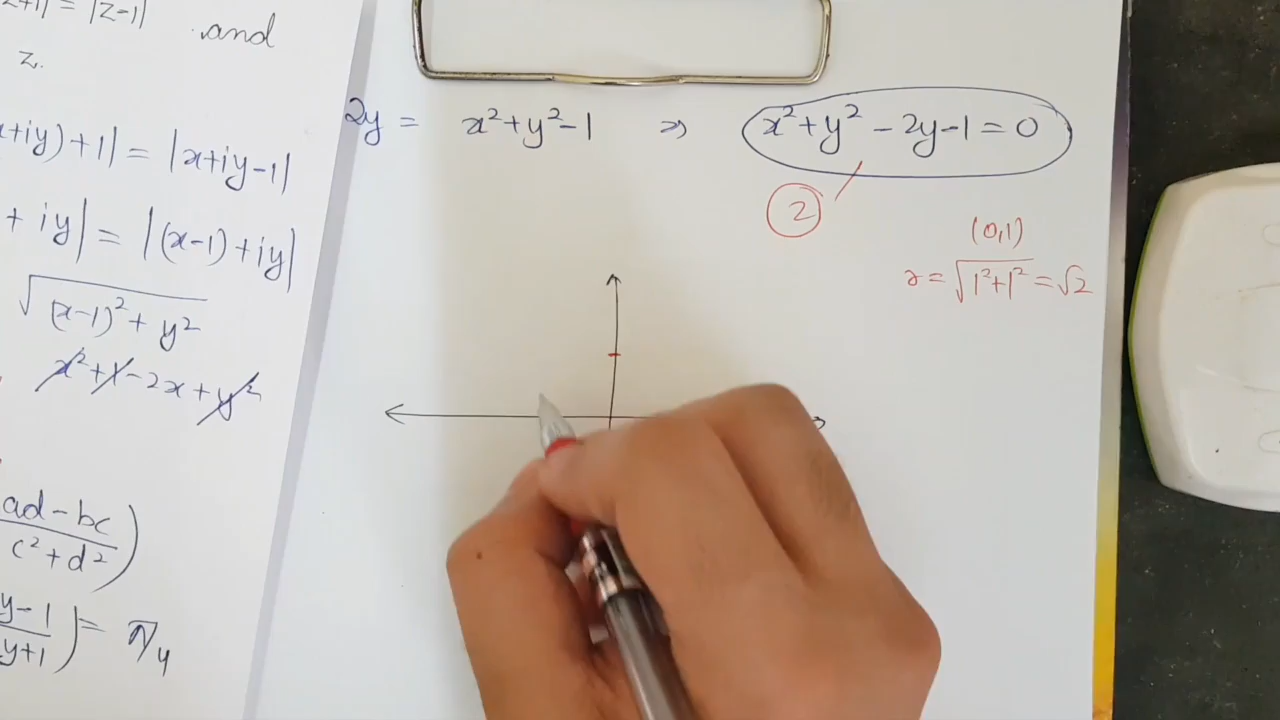 |z+1| = |z-1| and
z.
x+iy)+1| = |x+iy-1|
+ iy| = |(x-1)+iy|
√(x-1)²+y²
x²+1-2x+y²
ad-bc
c²+d² )
y-1
y+1 ) = π/4
2y = x²+y²-1 ⇒ x²+y²-2y-1=0
2
(0,1)
r = √1²+1² = √2